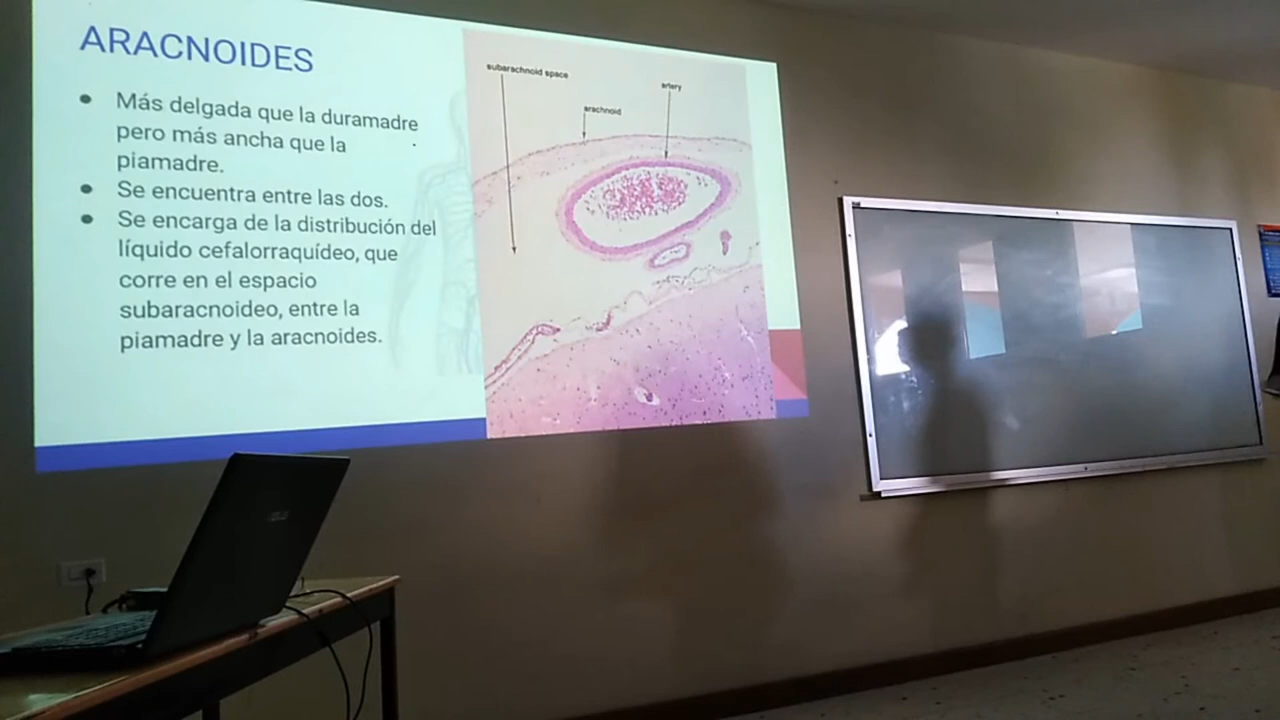 ARACNOIDES
Más delgada que la duramadre
pero más ancha que la
piamadre.
Se encuentra entre las dos.
Se encarga de la distribución del
líquido cefalorraquídeo, que
corre en el espacio
subaracnoideo, entre la
piamadre y la aracnoides.
subarachnoid space
arachnoid
artery
ASUS